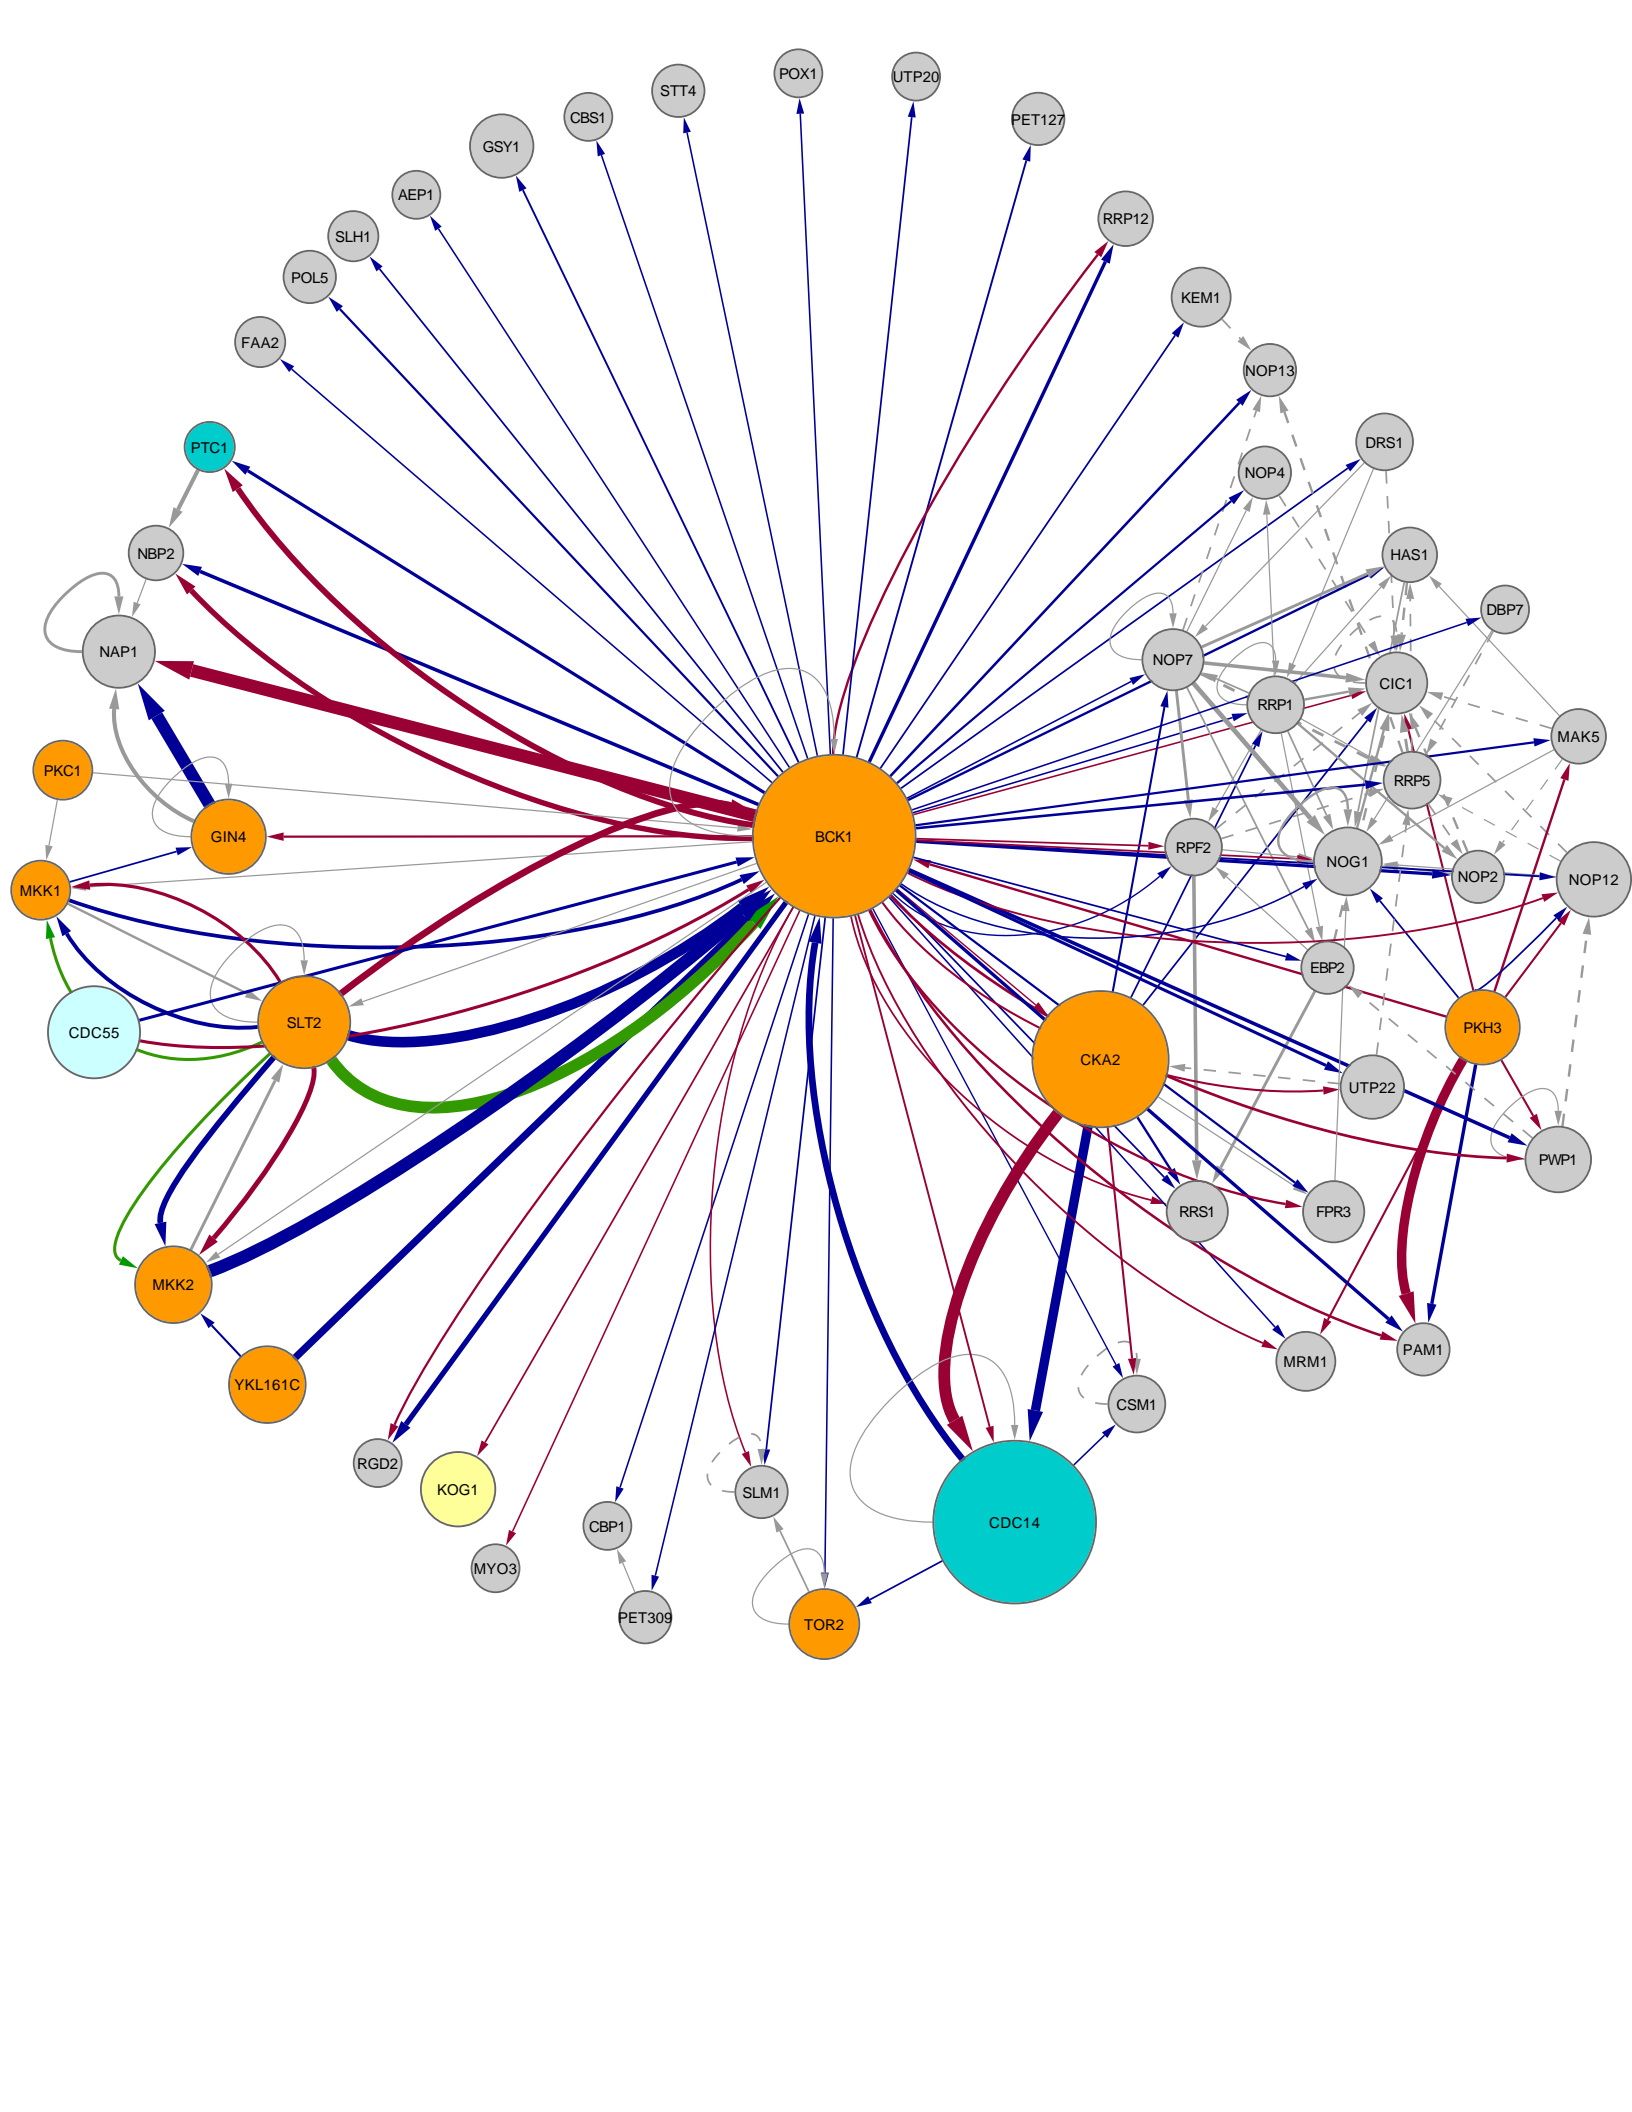 POX1
UTP20
STT4
CBS1
PET127
GSY1
AEP1
RRP12
SLH1
POL5
KEM1
FAA2
NOP13
DRS1
PTC1
NOP4
NBP2
HAS1
DBP7
NAP1
NOP7
CIC1
RRP1
MAK5
PKC1
RRP5
GIN4
BCK1
RPF2
NOG1
NOP2
NOP12
MKK1
EBP2
SLT2
PKH3
CDC55
CKA2
UTP22
PWP1
RRS1
FPR3
MKK2
PAM1
MRM1
YKL161C
CSM1
RGD2
KOG1
SLM1
CDC14
CBP1
MYO3
PET309
TOR2